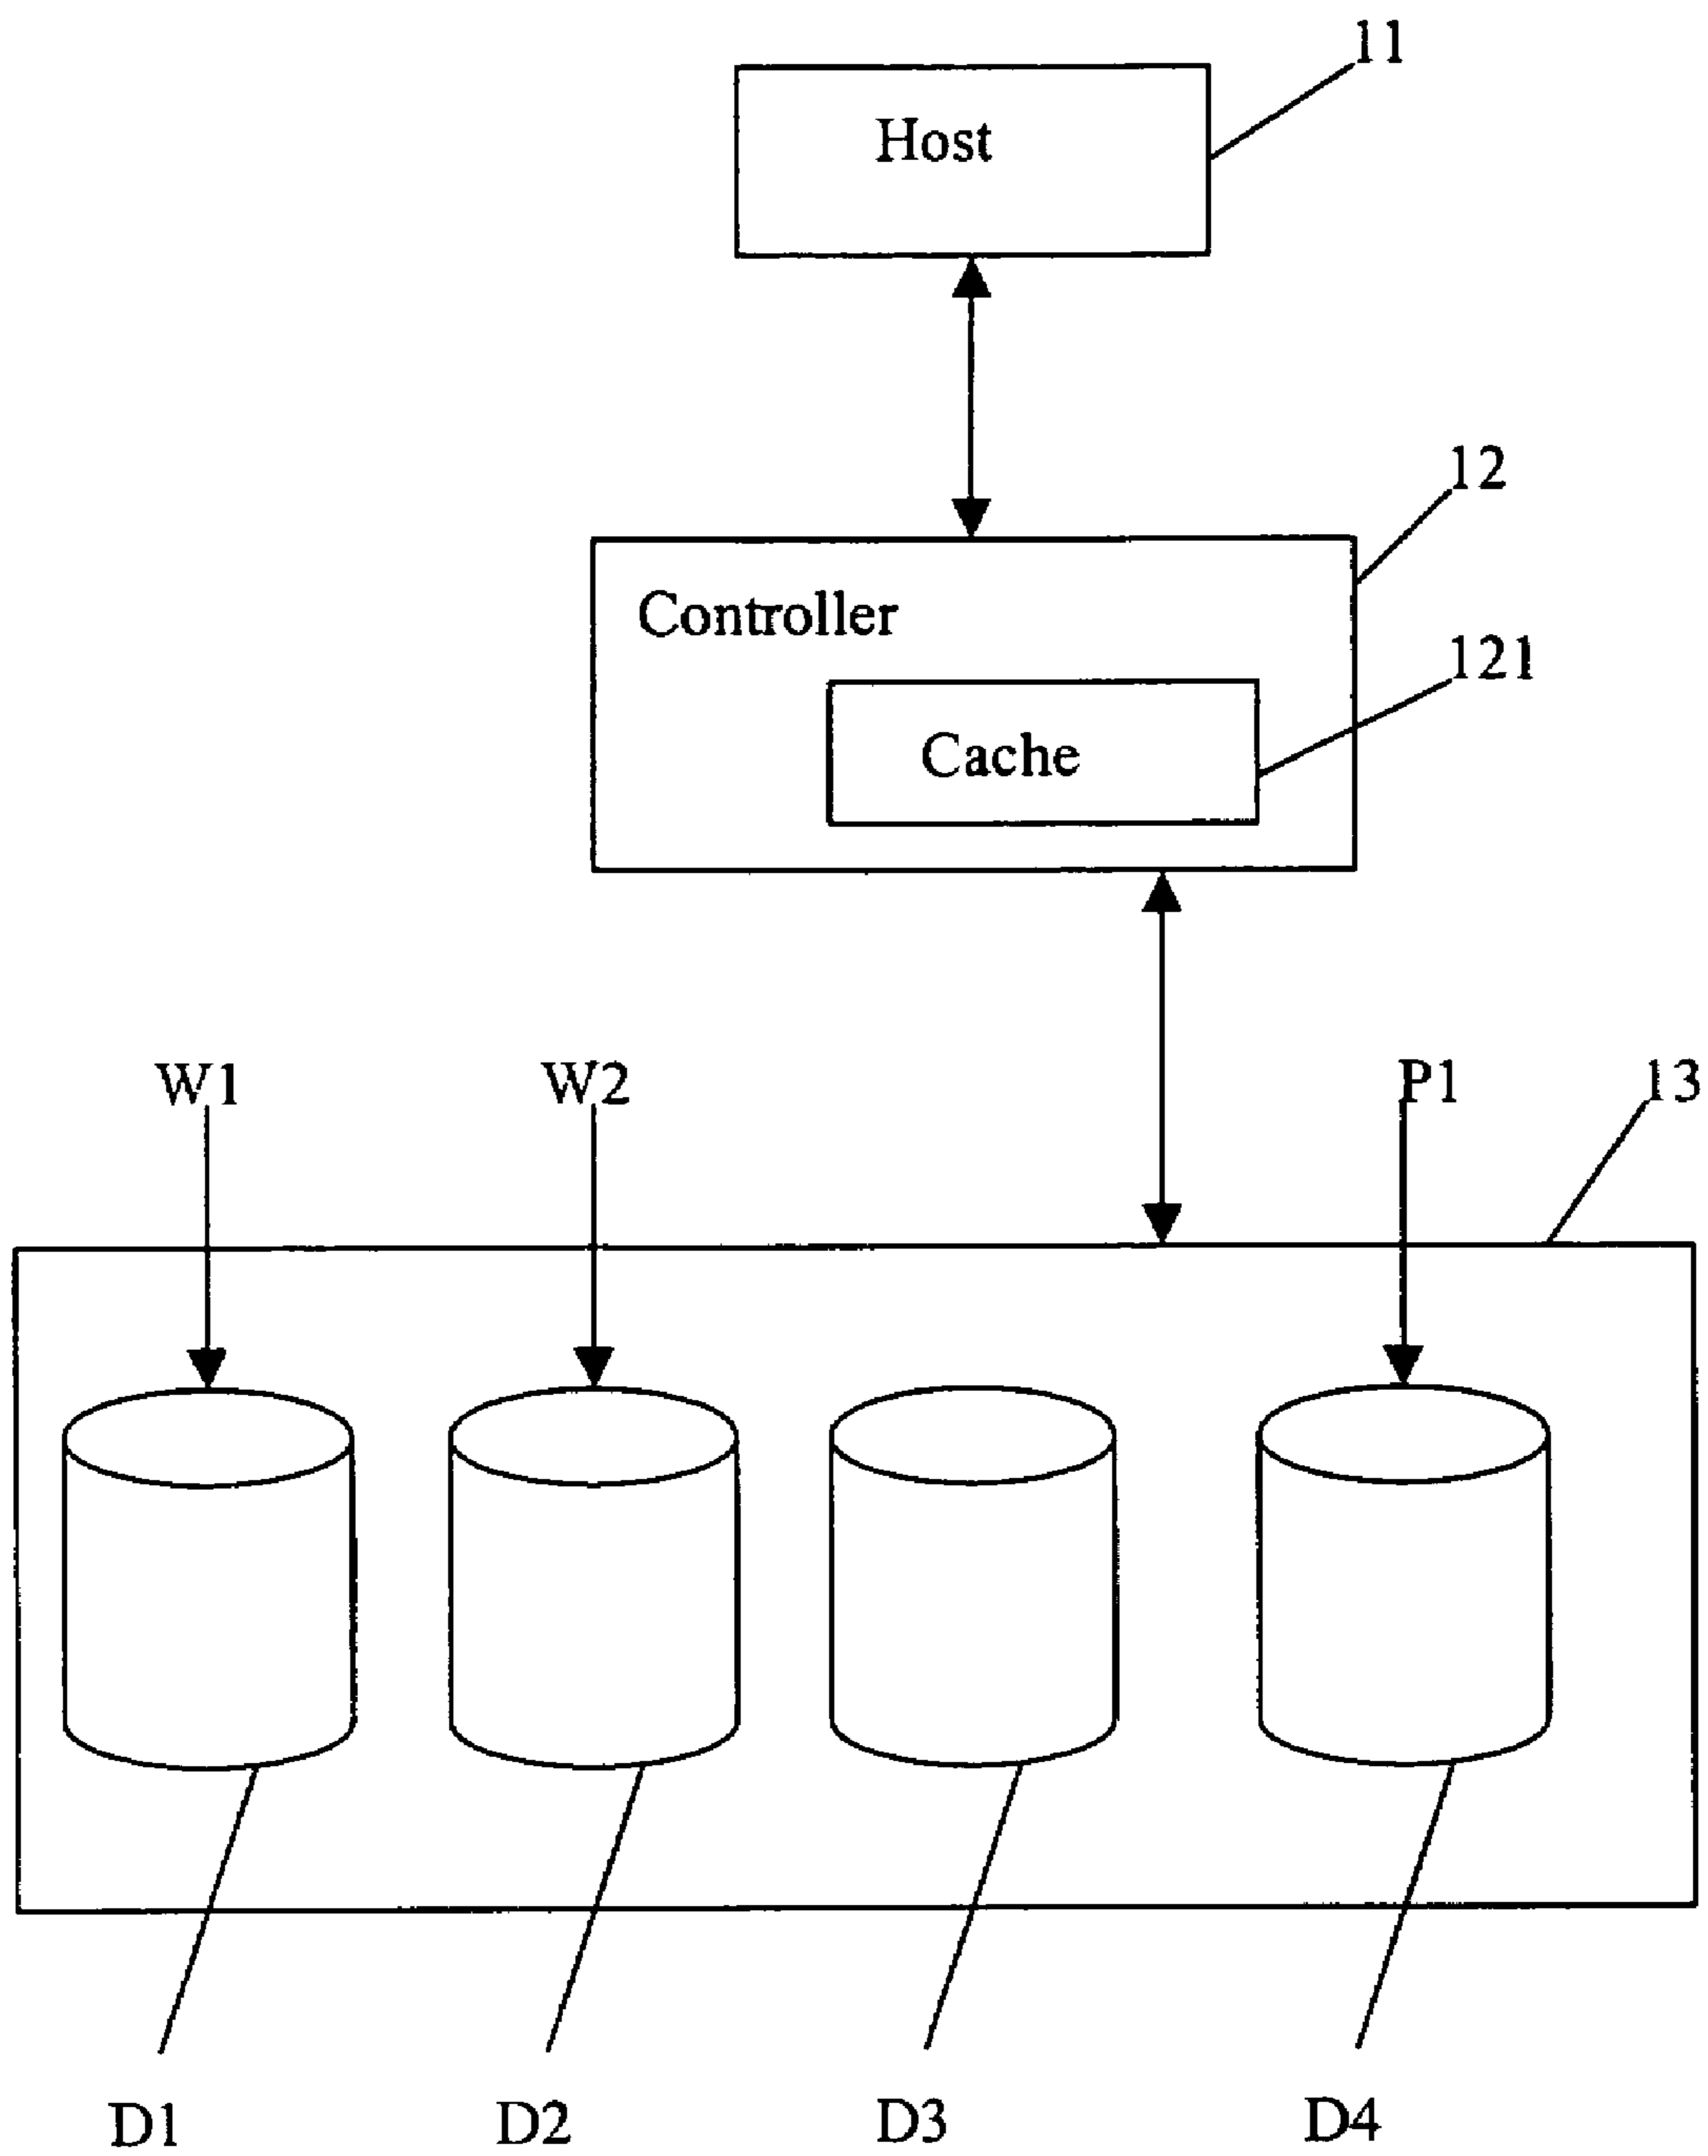 11
Host
12
Controller
121
Cache
W1 W2 P1 13
D1 D2 D3 D4